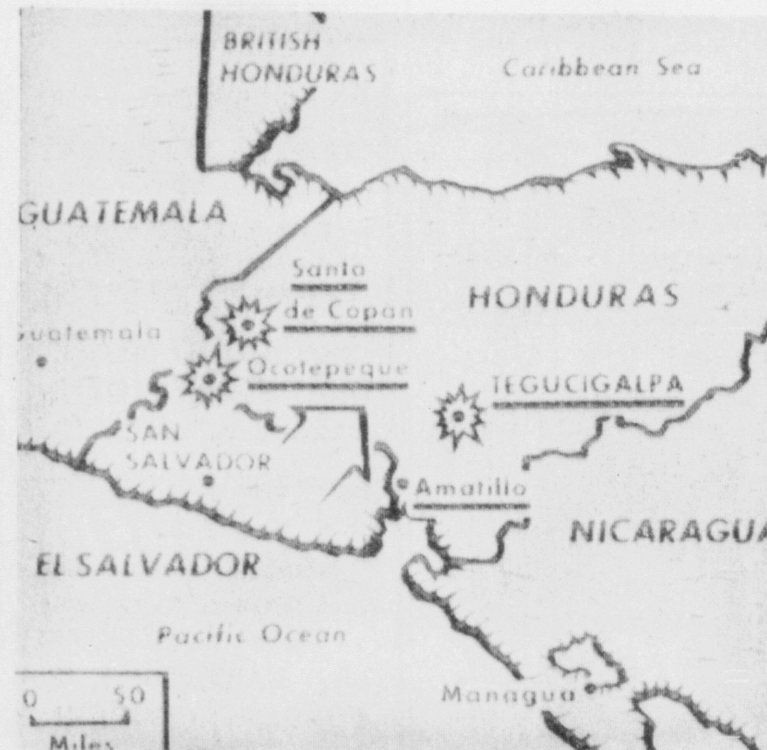 BRITISH
HONDURAS
Caribbean Sea
GUATEMALA
Santa
de Copan
HONDURAS
Guatemala
Ocotepeque
TEGUCIGALPA
SAN
SALVADOR
Amatillo
NICARAGUA
EL SALVADOR
Pacific Ocean
Managua
0 50
Miles